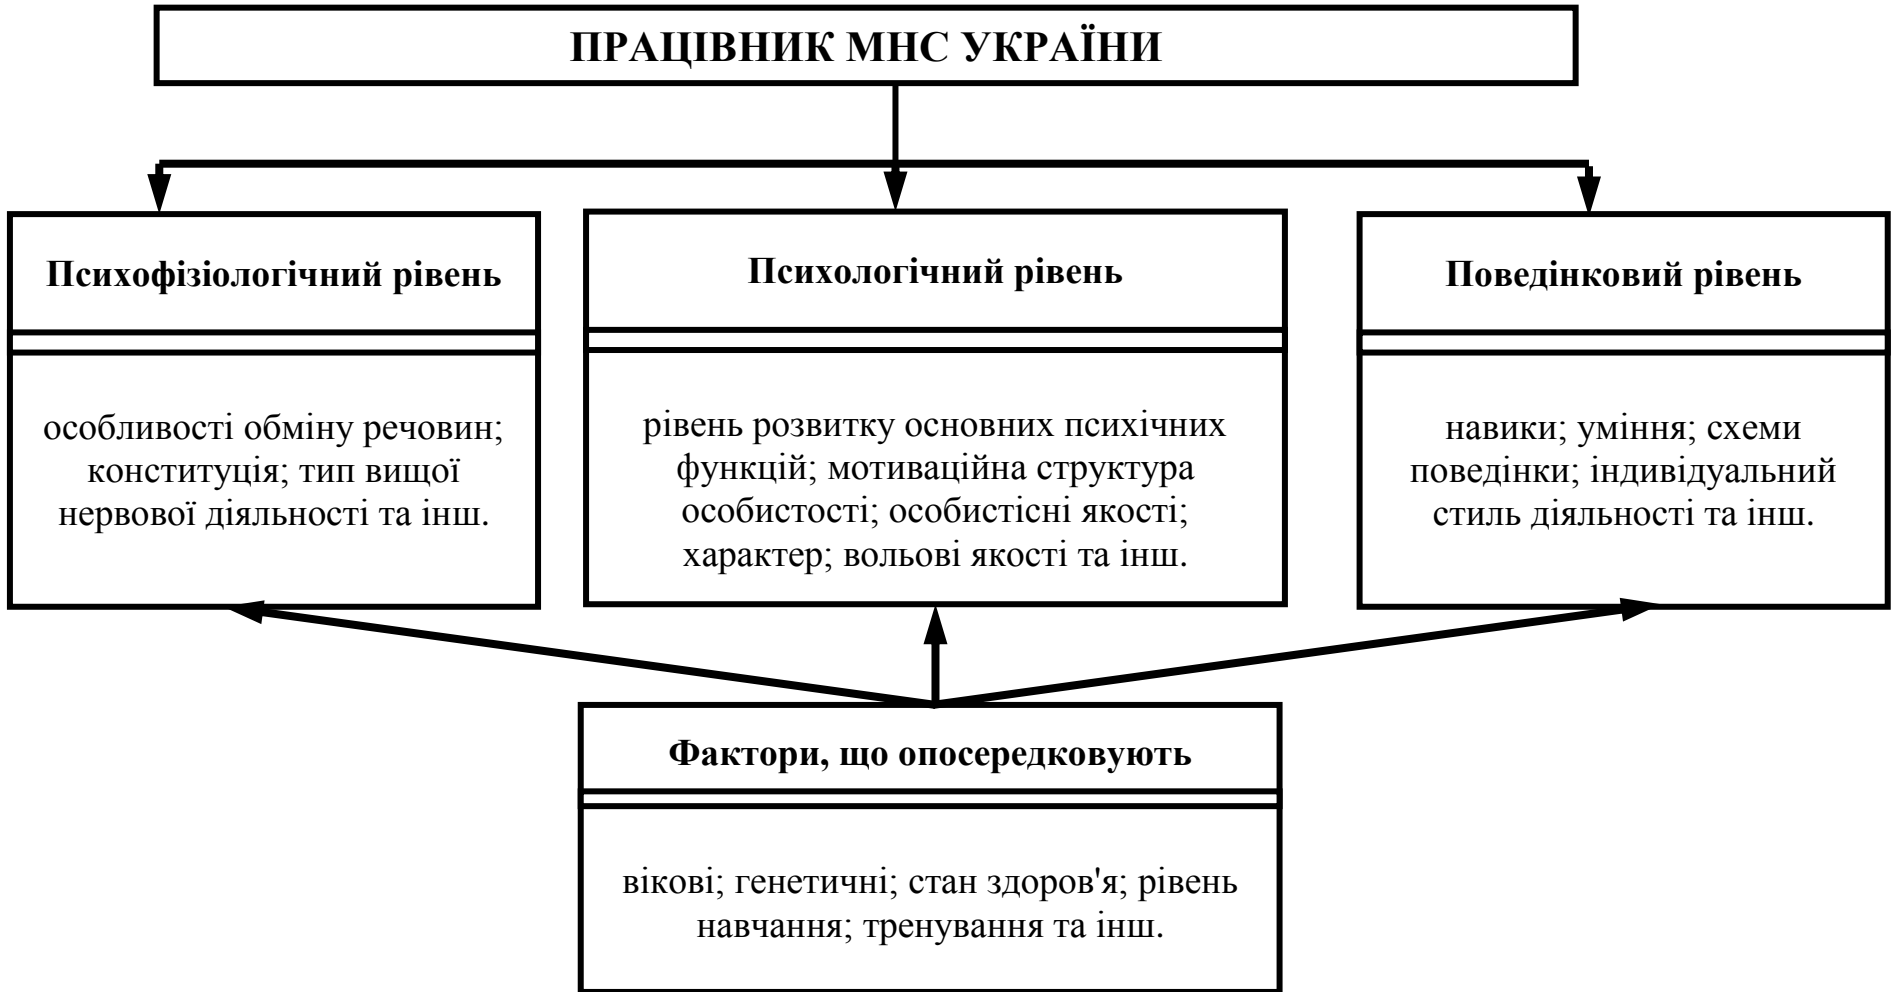 ПРАЦІВНИК МНС УКРАЇНИ
Психофізіологічний рівень
особливості обміну речовин;
конституція; тип вищої
нервової діяльності та інш.
Психологічний рівень
рівень розвитку основних психічних
функцій; мотиваційна структура
особистості; особистісні якості;
характер; вольові якості та інш.
Поведінковий рівень
навики; уміння; схеми
поведінки; індивідуальний
стиль діяльності та інш.
Фактори, що опосередковують
вікові; генетичні; стан здоров'я; рівень
навчання; тренування та інш.